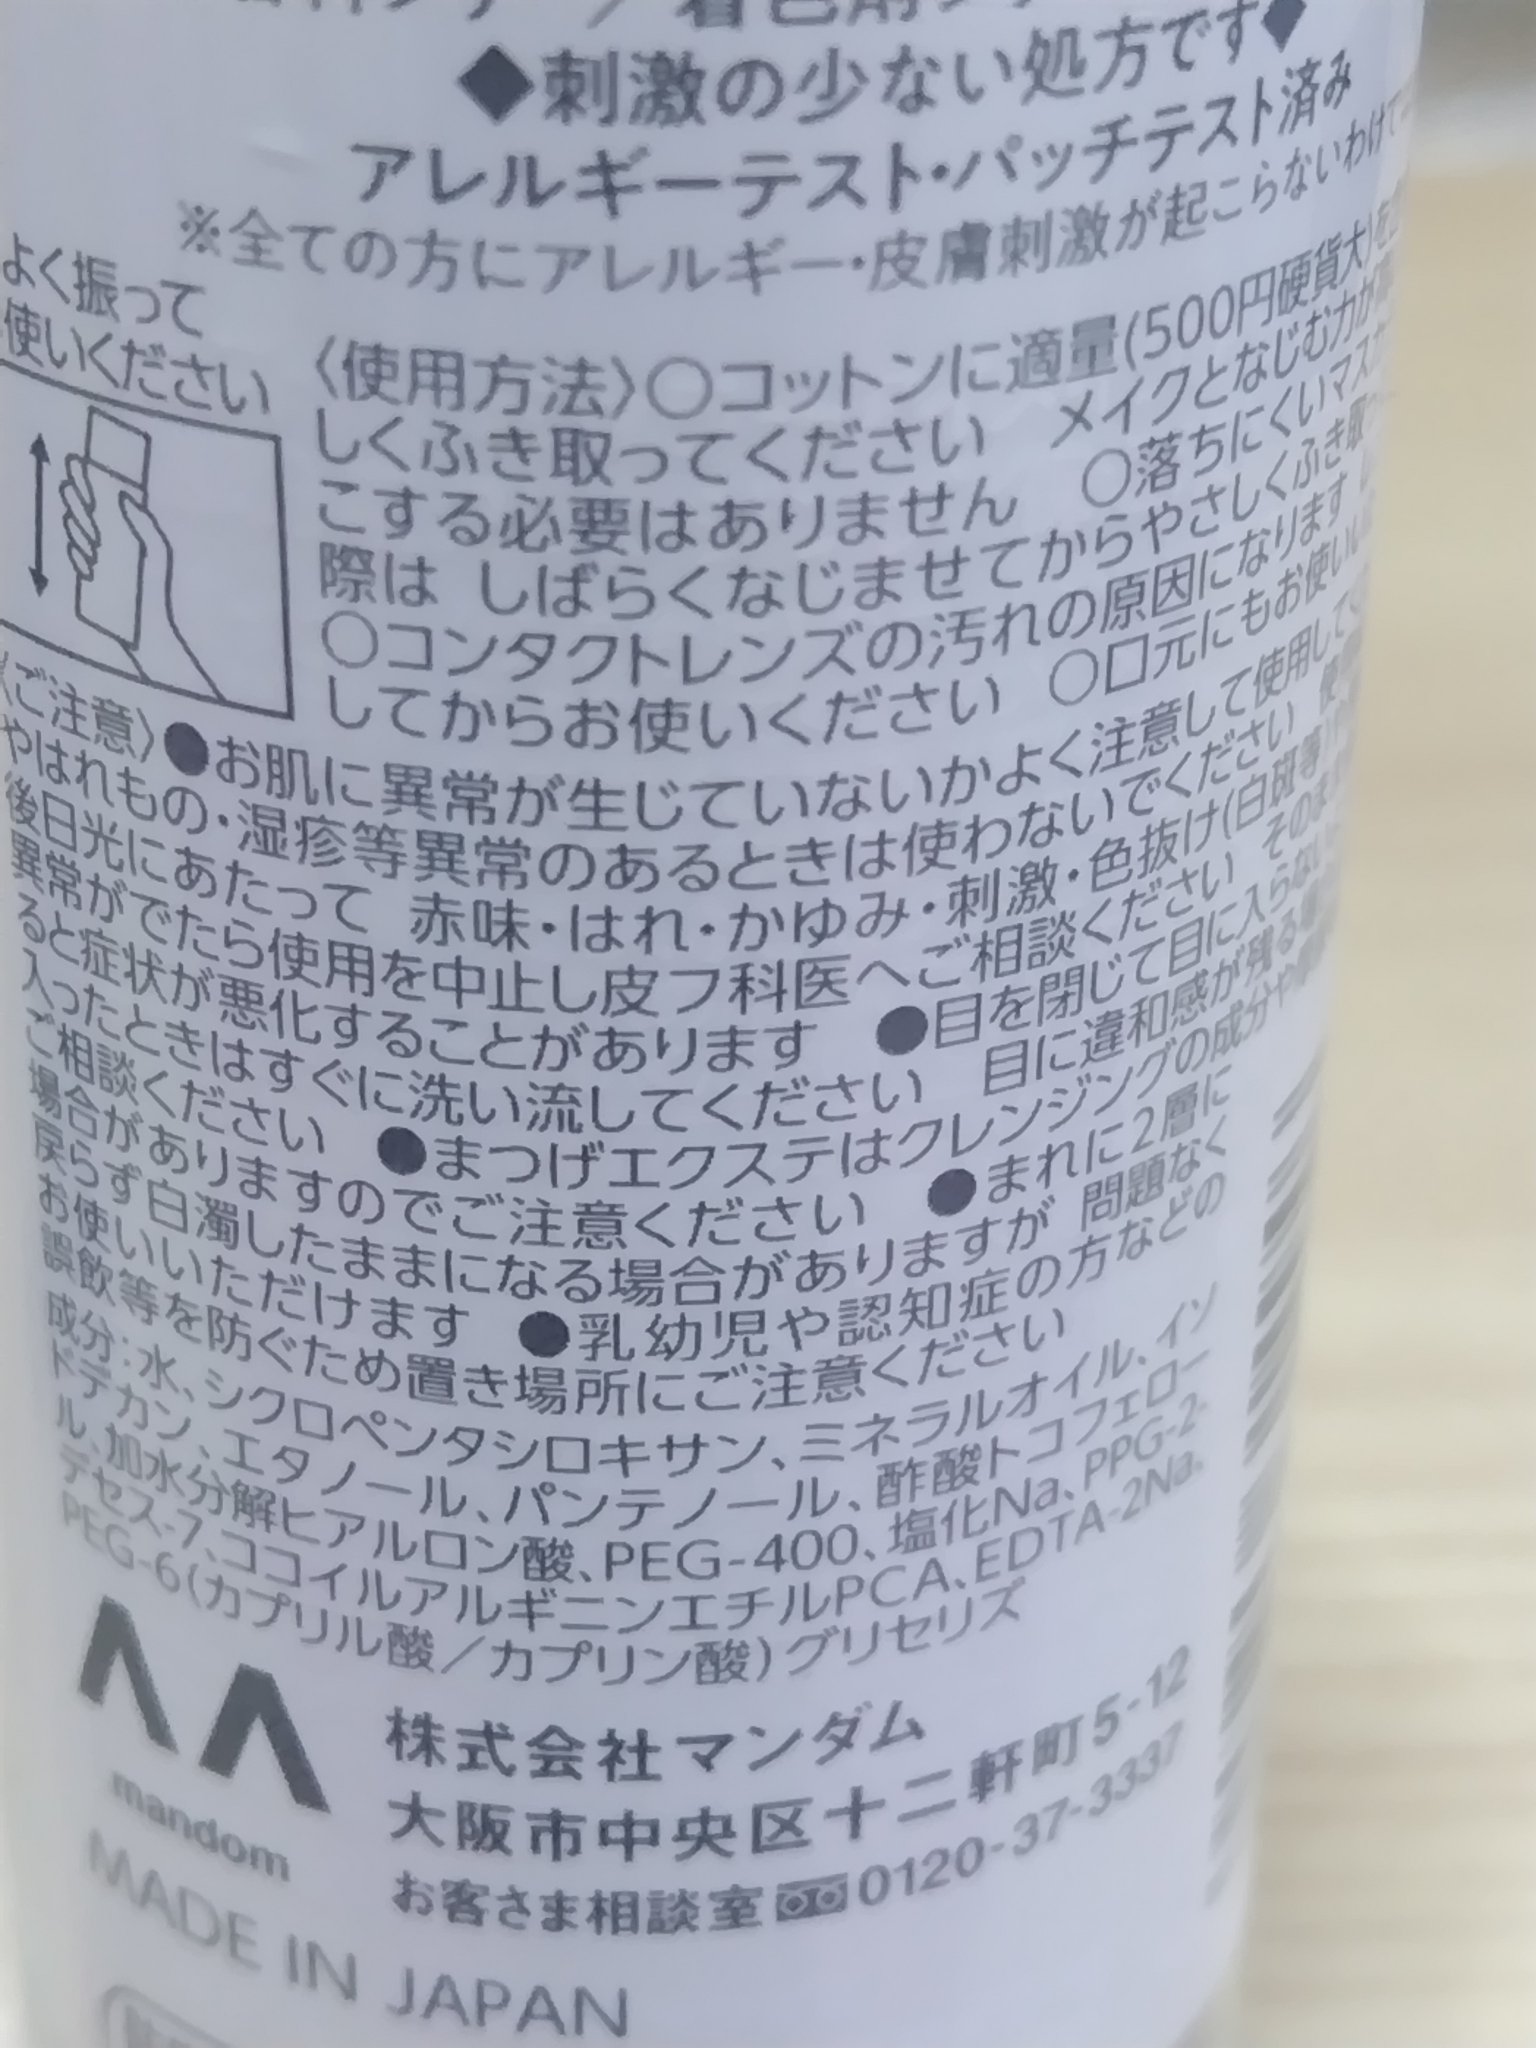 ◆刺激の少ない処方です◆
アレルギーテスト・パッチテスト済み
※全ての方にアレルギー・皮膚刺激が起こらないわけで
よく振って
使いください
〈使用方法〉○コットンに適量(500円硬貨大)を
しくふき取ってください メイクとなじむ力が
こする必要はありません ○落ちにくいマスカ
際は しばらくなじませてからやさしくふき取っ
○コンタクトレンズの汚れの原因になります
してからお使いください ○口元にもお使いい
〈ご注意〉●お肌に異常が生じていないかよく注意して使用して
やはれもの・湿疹等異常のあるときは使わないでください 使
後日光にあたって 赤味・はれ・かゆみ・刺激・色抜け(白斑等)や
異常がでたら使用を中止し皮フ科医へご相談ください そのまま
ると症状が悪化することがあります ●目を閉じて目に入らない
入ったときはすぐに洗い流してください 目に違和感が残る場
ご相談ください ●まつげエクステはクレンジングの成分や
場合がありますのでご注意ください ●まれに2層に
戻らず白濁したままになる場合がありますが 問題なく
お使いいただけます ●乳幼児や認知症の方などの
誤飲等を防ぐため置き場所にご注意ください
成分:水、シクロペンタシロキサン、ミネラルオイル、イソ
ドデカン、エタノール、パンテノール、酢酸トコフェロー
ル、加水分解ヒアルロン酸、PEG-400、塩化Na、PPG-2-
デセス-7、ココイルアルギニンエチルPCA、EDTA-2Na、
PEG-6(カプリル酸/カプリン酸)グリセリズ
mandom
株式会社マンダム
大阪市中央区十二軒町5-12
お客さま相談室 0120-37-3337
MADE IN JAPAN